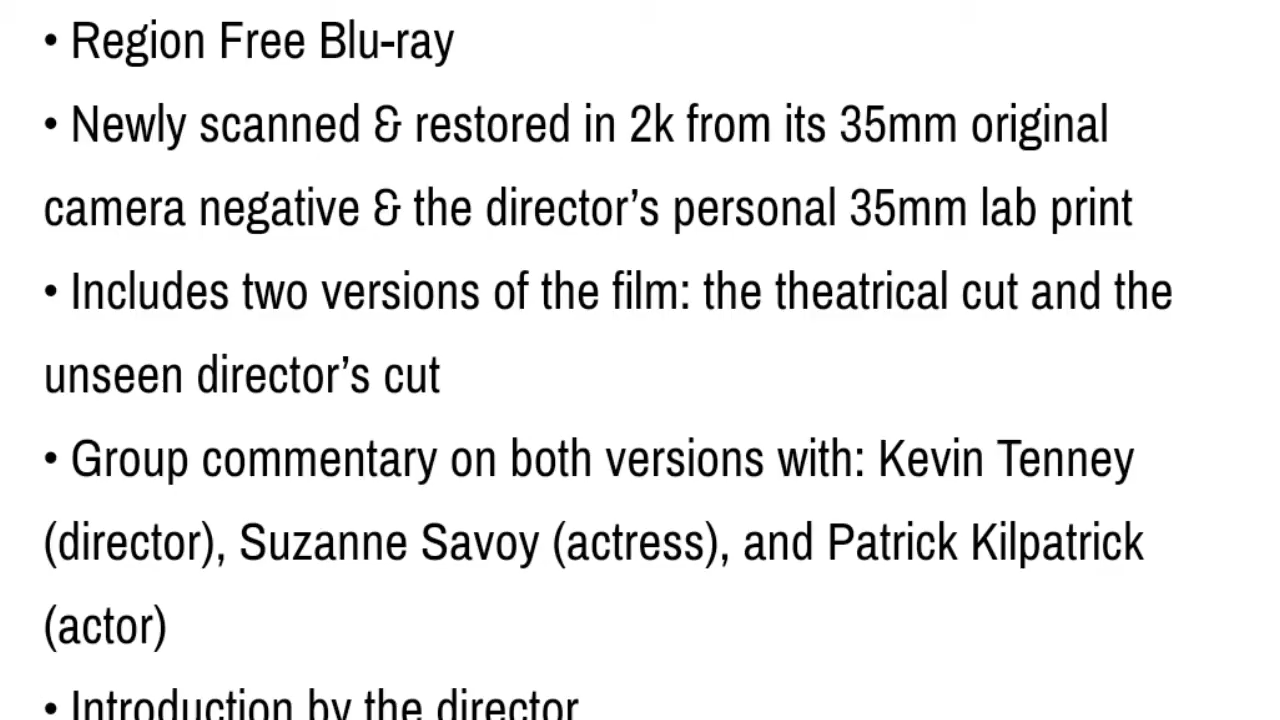 • Region Free Blu-ray
• Newly scanned & restored in 2k from its 35mm original
camera negative & the director’s personal 35mm lab print
• Includes two versions of the film: the theatrical cut and the
unseen director’s cut
• Group commentary on both versions with: Kevin Tenney
(director), Suzanne Savoy (actress), and Patrick Kilpatrick
(actor)
• Introduction by the director